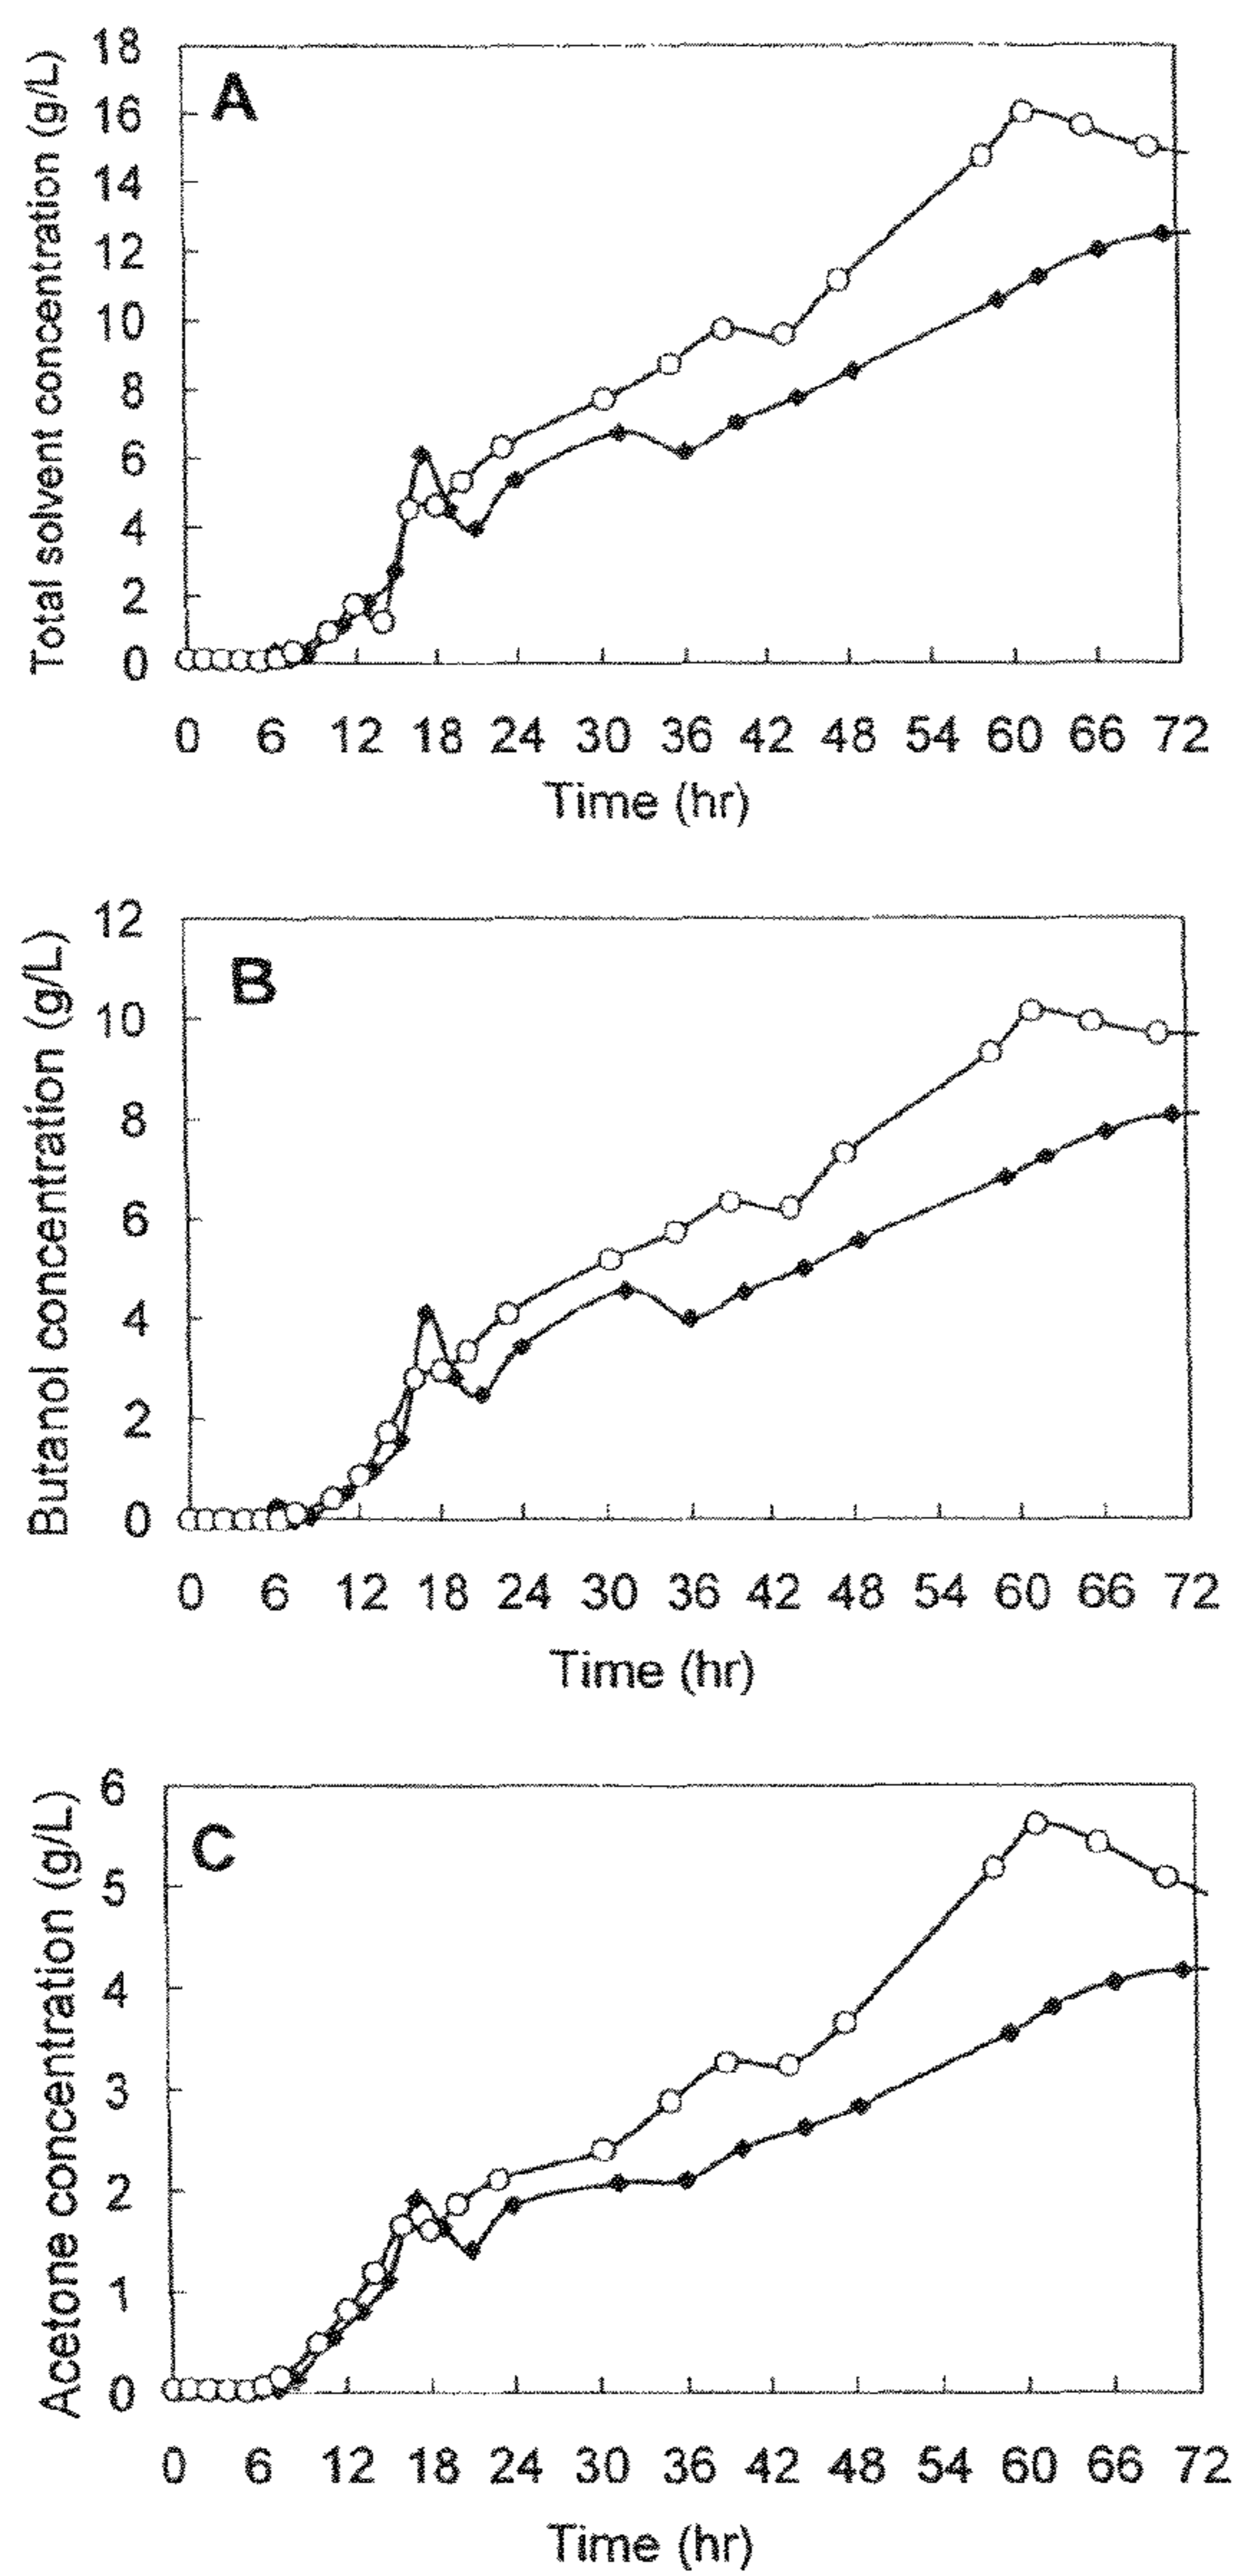 A
Total solvent concentration (g/L)
18
16
14
12
10
8
6
4
2
0
0 6 12 18 24 30 36 42 48 54 60 66 72
Time (hr)
B
Butanol concentration (g/L)
12
10
8
6
4
2
0
0 6 12 18 24 30 36 42 48 54 60 66 72
Time (hr)
C
Acetone concentration (g/L)
6
5
4
3
2
1
0
0 6 12 18 24 30 36 42 48 54 60 66 72
Time (hr)